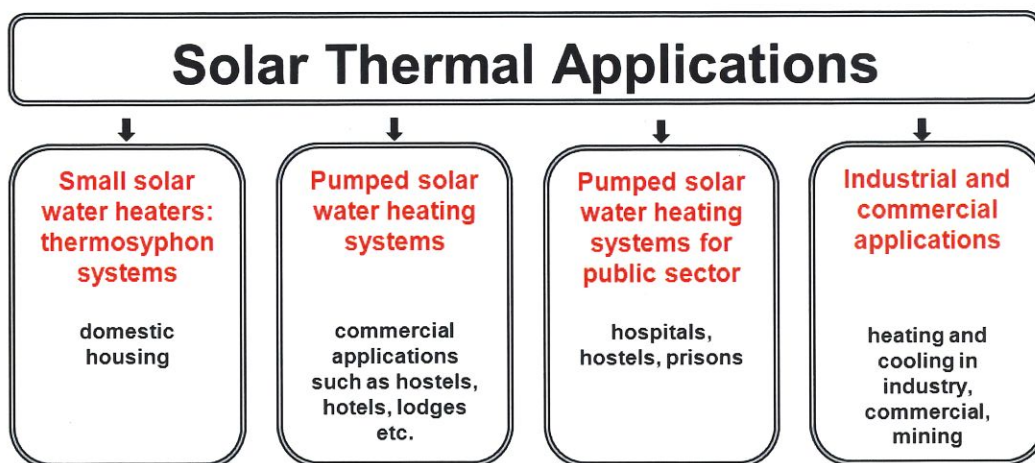 Solar Thermal Applications
Small solar
water heaters:
thermosyphon
systems
domestic
housing
Pumped solar
water heating
systems
commercial
applications
such as hostels,
hotels, lodges
etc.
Pumped solar
water heating
systems for
public sector
hospitals,
hostels, prisons
Industrial and
commercial
applications
heating and
cooling in
industry,
commercial,
mining